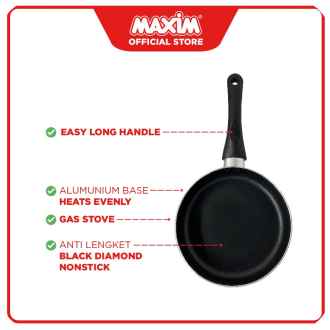 MAXIM
OFFICIAL STORE
EASY LONG HANDLE
ALUMUNIUM BASE
HEATS EVENLY
GAS STOVE
ANTI LENGKET
BLACK DIAMOND
NONSTICK